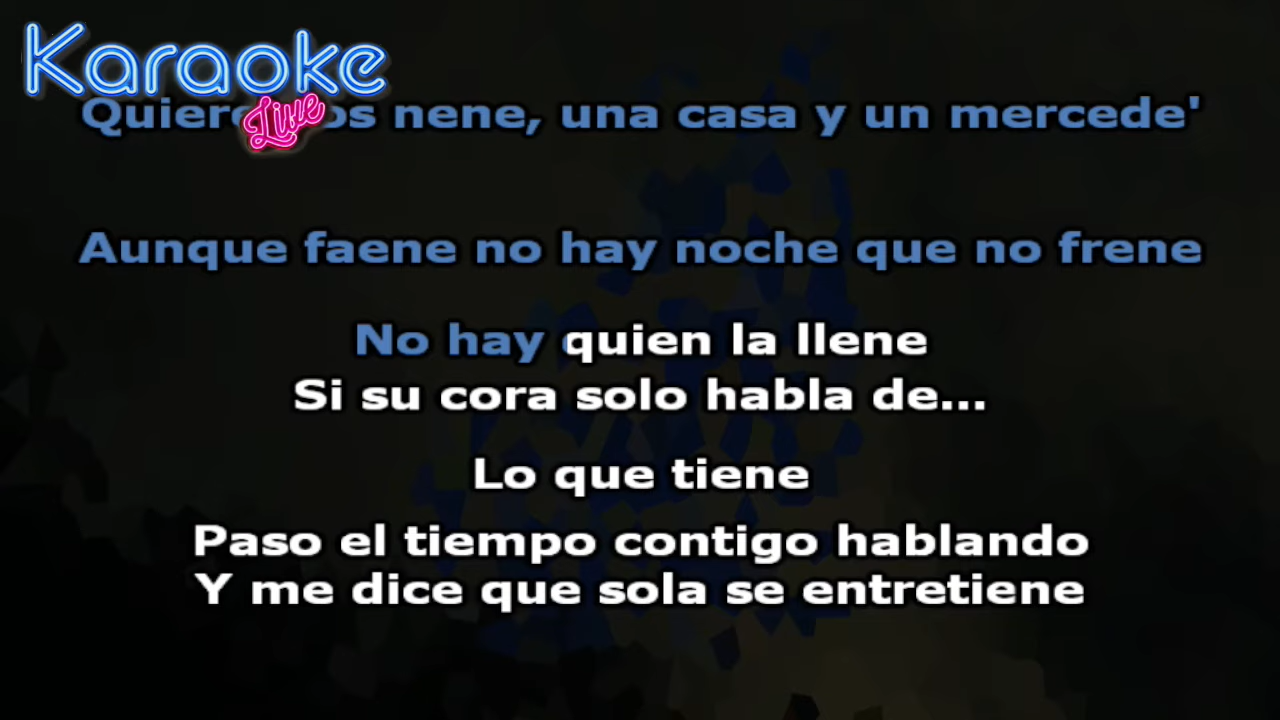 Karaoke
Live
nene, una casa y un mercede'
Aunque faene no hay noche que no frene
No hay quien la llene
Si su cora solo habla de...
Lo que tiene
Paso el tiempo contigo hablando
Y me dice que sola se entretiene